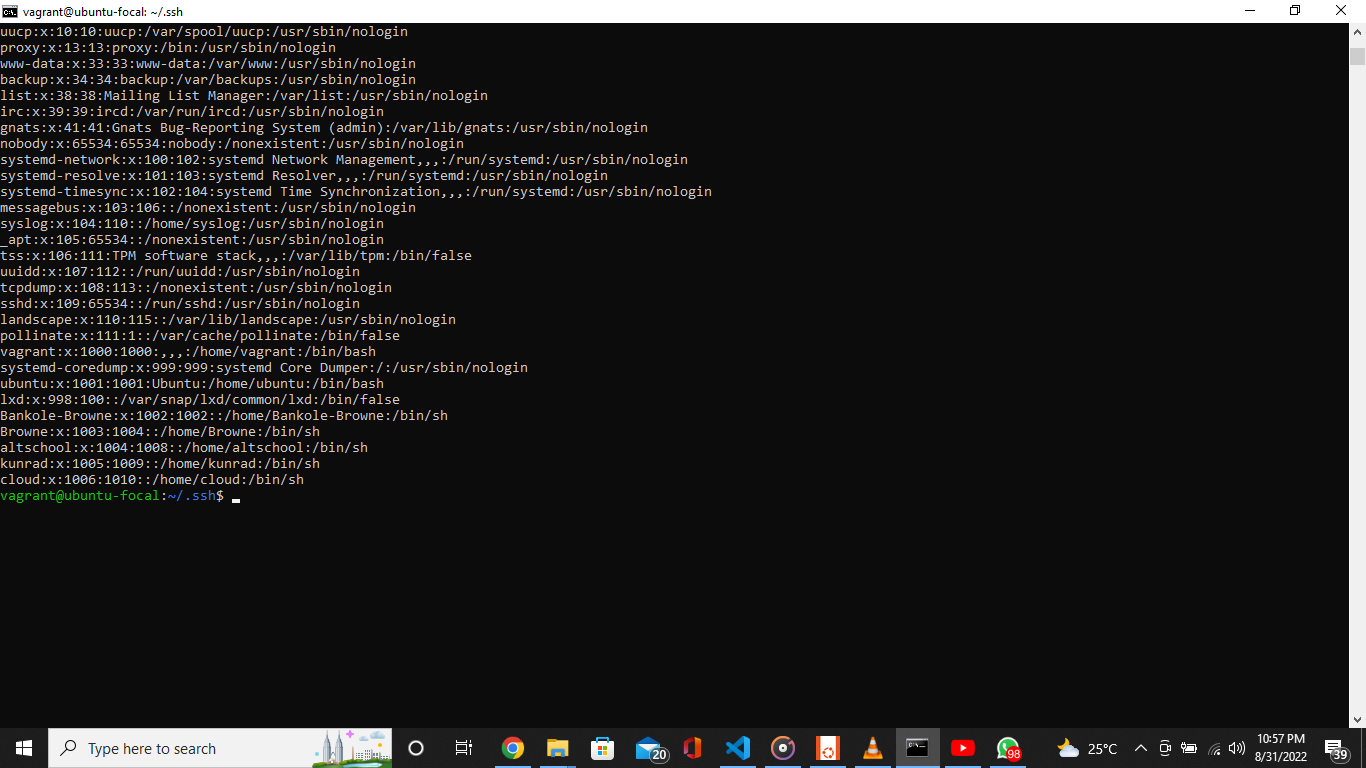 vagrant@ubuntu-focal: ~/.ssh
uucp:x:10:10:uucp:/var/spool/uucp:/usr/sbin/nologin
proxy:x:13:13:proxy:/bin:/usr/sbin/nologin
www-data:x:33:33:www-data:/var/www:/usr/sbin/nologin
backup:x:34:34:backup:/var/backups:/usr/sbin/nologin
list:x:38:38:Mailing List Manager:/var/list:/usr/sbin/nologin
irc:x:39:39:ircd:/var/run/ircd:/usr/sbin/nologin
gnats:x:41:41:Gnats Bug-Reporting System (admin):/var/lib/gnats:/usr/sbin/nologin
nobody:x:65534:65534:nobody:/nonexistent:/usr/sbin/nologin
systemd-network:x:100:102:systemd Network Management,,,:/run/systemd:/usr/sbin/nologin
systemd-resolve:x:101:103:systemd Resolver,,,:/run/systemd:/usr/sbin/nologin
systemd-timesync:x:102:104:systemd Time Synchronization,,,:/run/systemd:/usr/sbin/nologin
messagebus:x:103:106::/nonexistent:/usr/sbin/nologin
syslog:x:104:110::/home/syslog:/usr/sbin/nologin
_apt:x:105:65534::/nonexistent:/usr/sbin/nologin
tss:x:106:111:TPM software stack,,,:/var/lib/tpm:/bin/false
uuidd:x:107:112::/run/uuidd:/usr/sbin/nologin
tcpdump:x:108:113::/nonexistent:/usr/sbin/nologin
sshd:x:109:65534::/run/sshd:/usr/sbin/nologin
landscape:x:110:115::/var/lib/landscape:/usr/sbin/nologin
pollinate:x:111:1::/var/cache/pollinate:/bin/false
vagrant:x:1000:1000:,,,:/home/vagrant:/bin/bash
systemd-coredump:x:999:999:systemd Core Dumper:/:/usr/sbin/nologin
ubuntu:x:1001:1001:Ubuntu:/home/ubuntu:/bin/bash
lxd:x:998:100::/var/snap/lxd/common/lxd:/bin/false
Bankole-Browne:x:1002:1002::/home/Bankole-Browne:/bin/sh
Browne:x:1003:1004::/home/Browne:/bin/sh
altschool:x:1004:1008::/home/altschool:/bin/sh
kunrad:x:1005:1009::/home/kunrad:/bin/sh
cloud:x:1006:1010::/home/cloud:/bin/sh
vagrant@ubuntu-focal:~/.ssh$
Type here to search
20
98
25°C
10:57 PM
8/31/2022
39